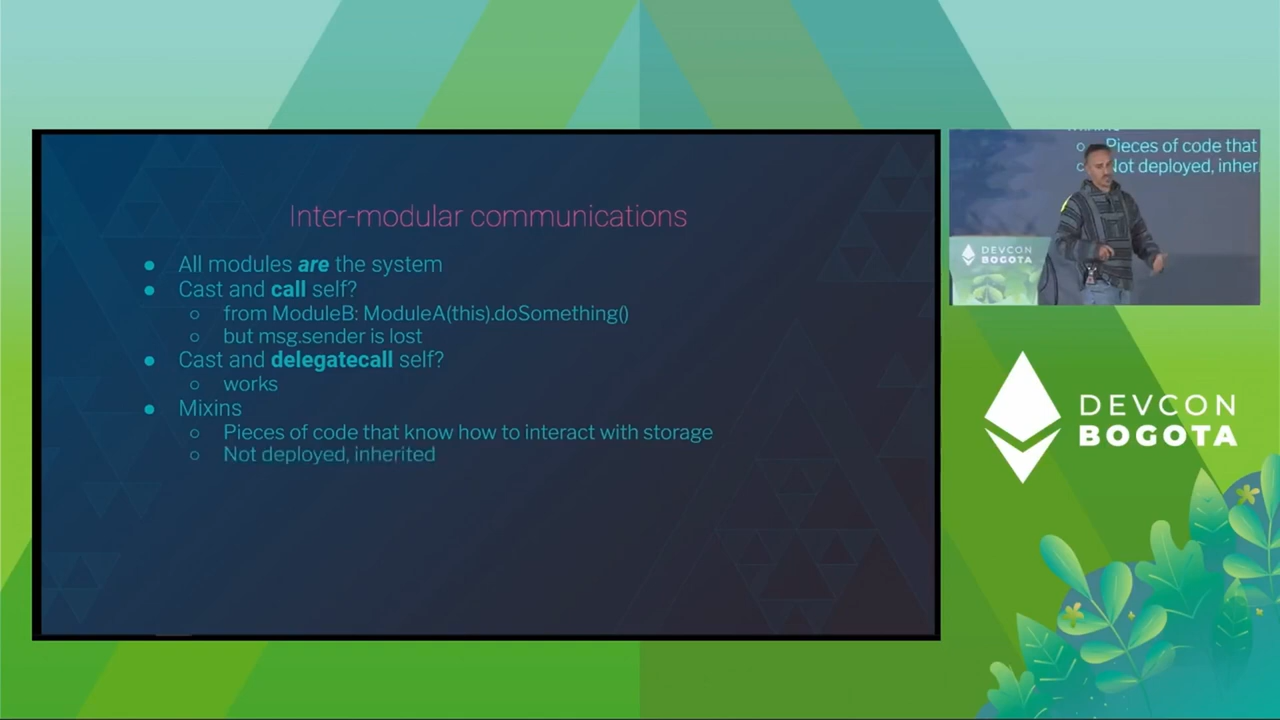 Inter-modular communications
● All modules are the system
● Cast and call self?
○ from ModuleB: ModuleA(this).doSomething()
○ but msg.sender is lost
● Cast and delegatecall self?
○ works
● Mixins
○ Pieces of code that know how to interact with storage
○ Not deployed, inherited
○ Pieces of code that
Not deployed, inher
DEVCON
BOGOTA
DEVCON
BOGOTA